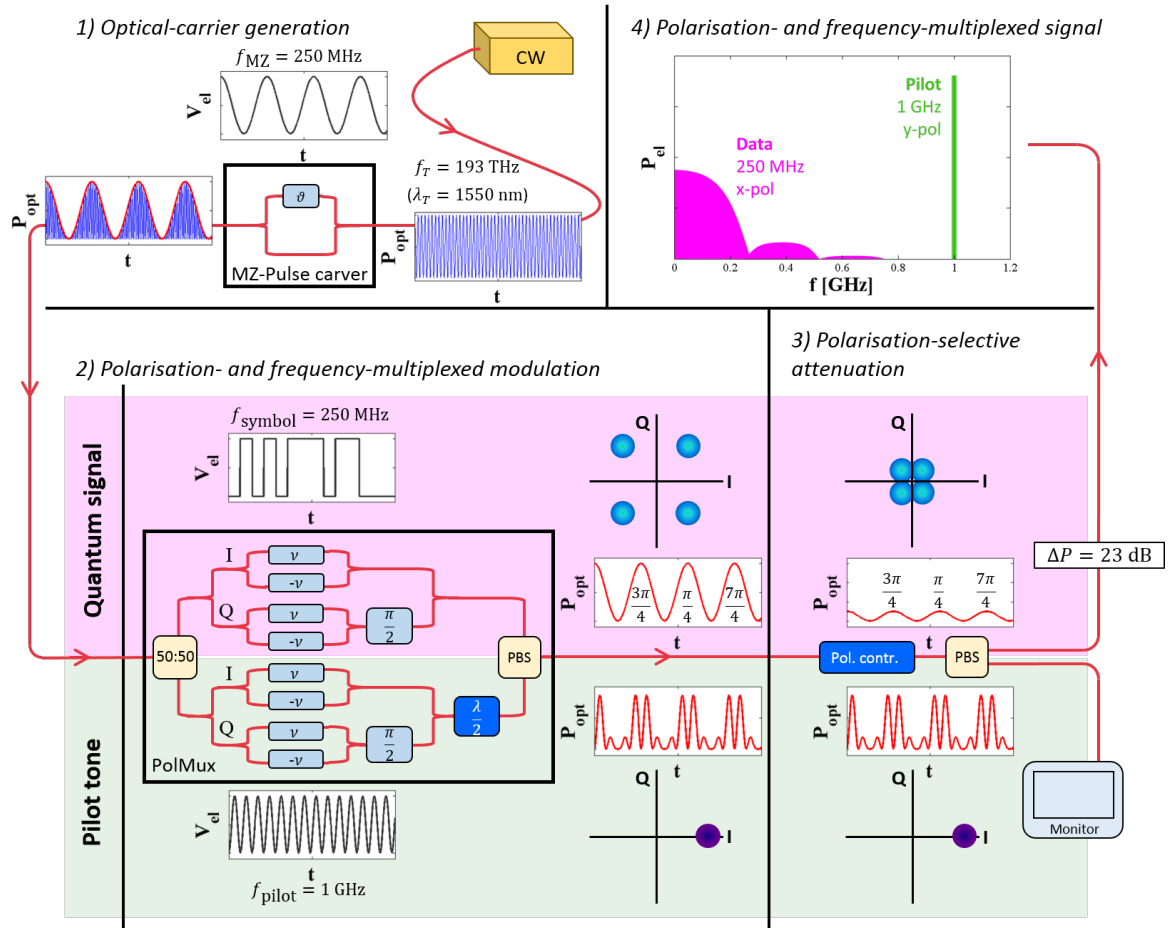 1) Optical-carrier generation
f_MZ = 250 MHz
V_el
t
CW
f_T = 193 THz
(λ_T = 1550 nm)
P_opt
t
ϑ
MZ-Pulse carver
P_opt
t
4) Polarisation- and frequency-multiplexed signal
P_el
Pilot
1 GHz
y-pol
Data
250 MHz
x-pol
0 0.2 0.4 0.6 0.8 1 1.2
f [GHz]
2) Polarisation- and frequency-multiplexed modulation
Quantum signal
f_symbol = 250 MHz
V_el
t
I
ν
-ν
Q
ν
-ν
π/2
50:50
PBS
I
ν
-ν
Q
ν
-ν
π/2
λ/2
PolMux
Q
I
P_opt
3π/4 π/4 7π/4
t
Pilot tone
V_el
t
f_pilot = 1 GHz
P_opt
t
Q
I
3) Polarisation-selective
attenuation
Q
I
ΔP = 23 dB
P_opt
3π/4 π/4 7π/4
t
Pol. contr.
PBS
P_opt
t
Q
I
Monitor